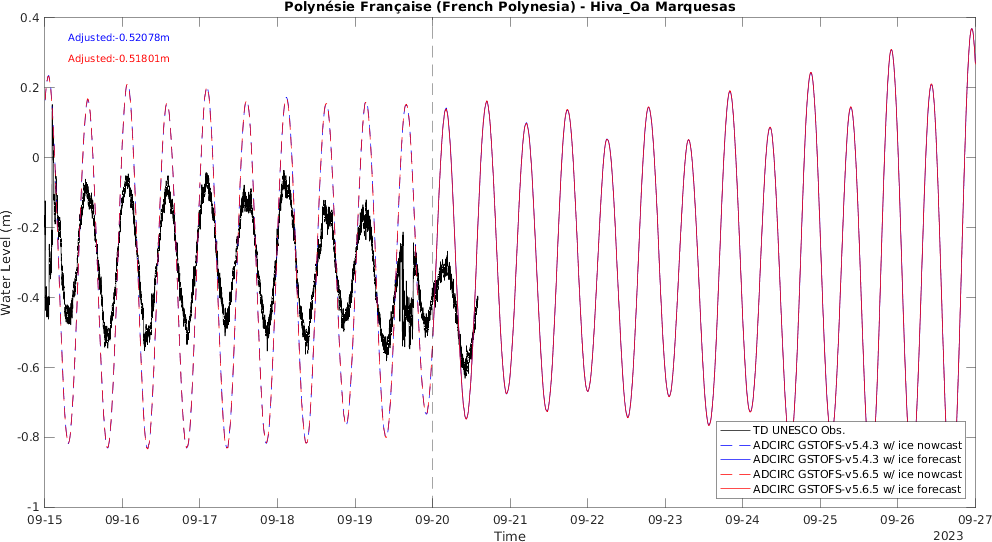 Polynésie Française (French Polynesia) - Hiva_Oa Marquesas
Adjusted:-0.52078m
Adjusted:-0.51801m
Water Level (m)
0.4
0.2
0
-0.2
-0.4
-0.6
-0.8
-1
TD UNESCO Obs.
ADCIRC GSTOFS-v5.4.3 w/ ice nowcast
ADCIRC GSTOFS-v5.4.3 w/ ice forecast
ADCIRC GSTOFS-v5.6.5 w/ ice nowcast
ADCIRC GSTOFS-v5.6.5 w/ ice forecast
09-15 09-16 09-17 09-18 09-19 09-20 09-21 09-22 09-23 09-24 09-25 09-26 09-27
Time
2023